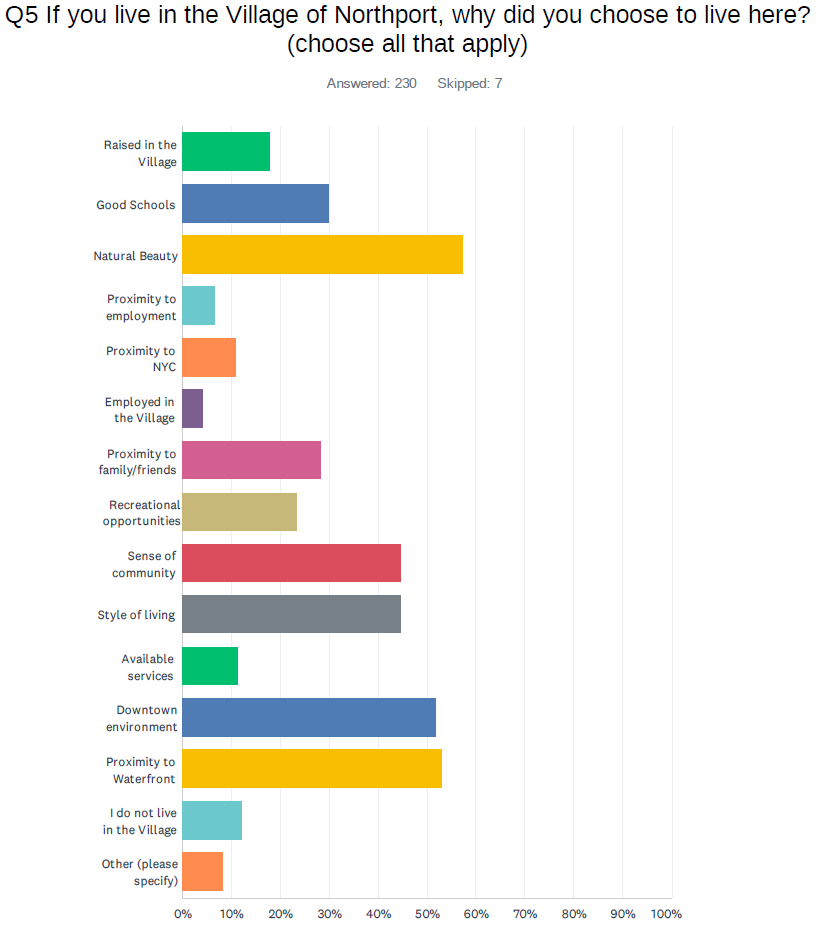 Q5 If you live in the Village of Northport, why did you choose to live here?
(choose all that apply)
Answered: 230 Skipped: 7
Raised in the
Village
Good Schools
Natural Beauty
Proximity to
employment
Proximity to
NYC
Employed in
the Village
Proximity to
family/friends
Recreational
opportunities
Sense of
community
Style of living
Available
services
Downtown
environment
Proximity to
Waterfront
I do not live
in the Village
Other (please
specify)
0% 10% 20% 30% 40% 50% 60% 70% 80% 90% 100%